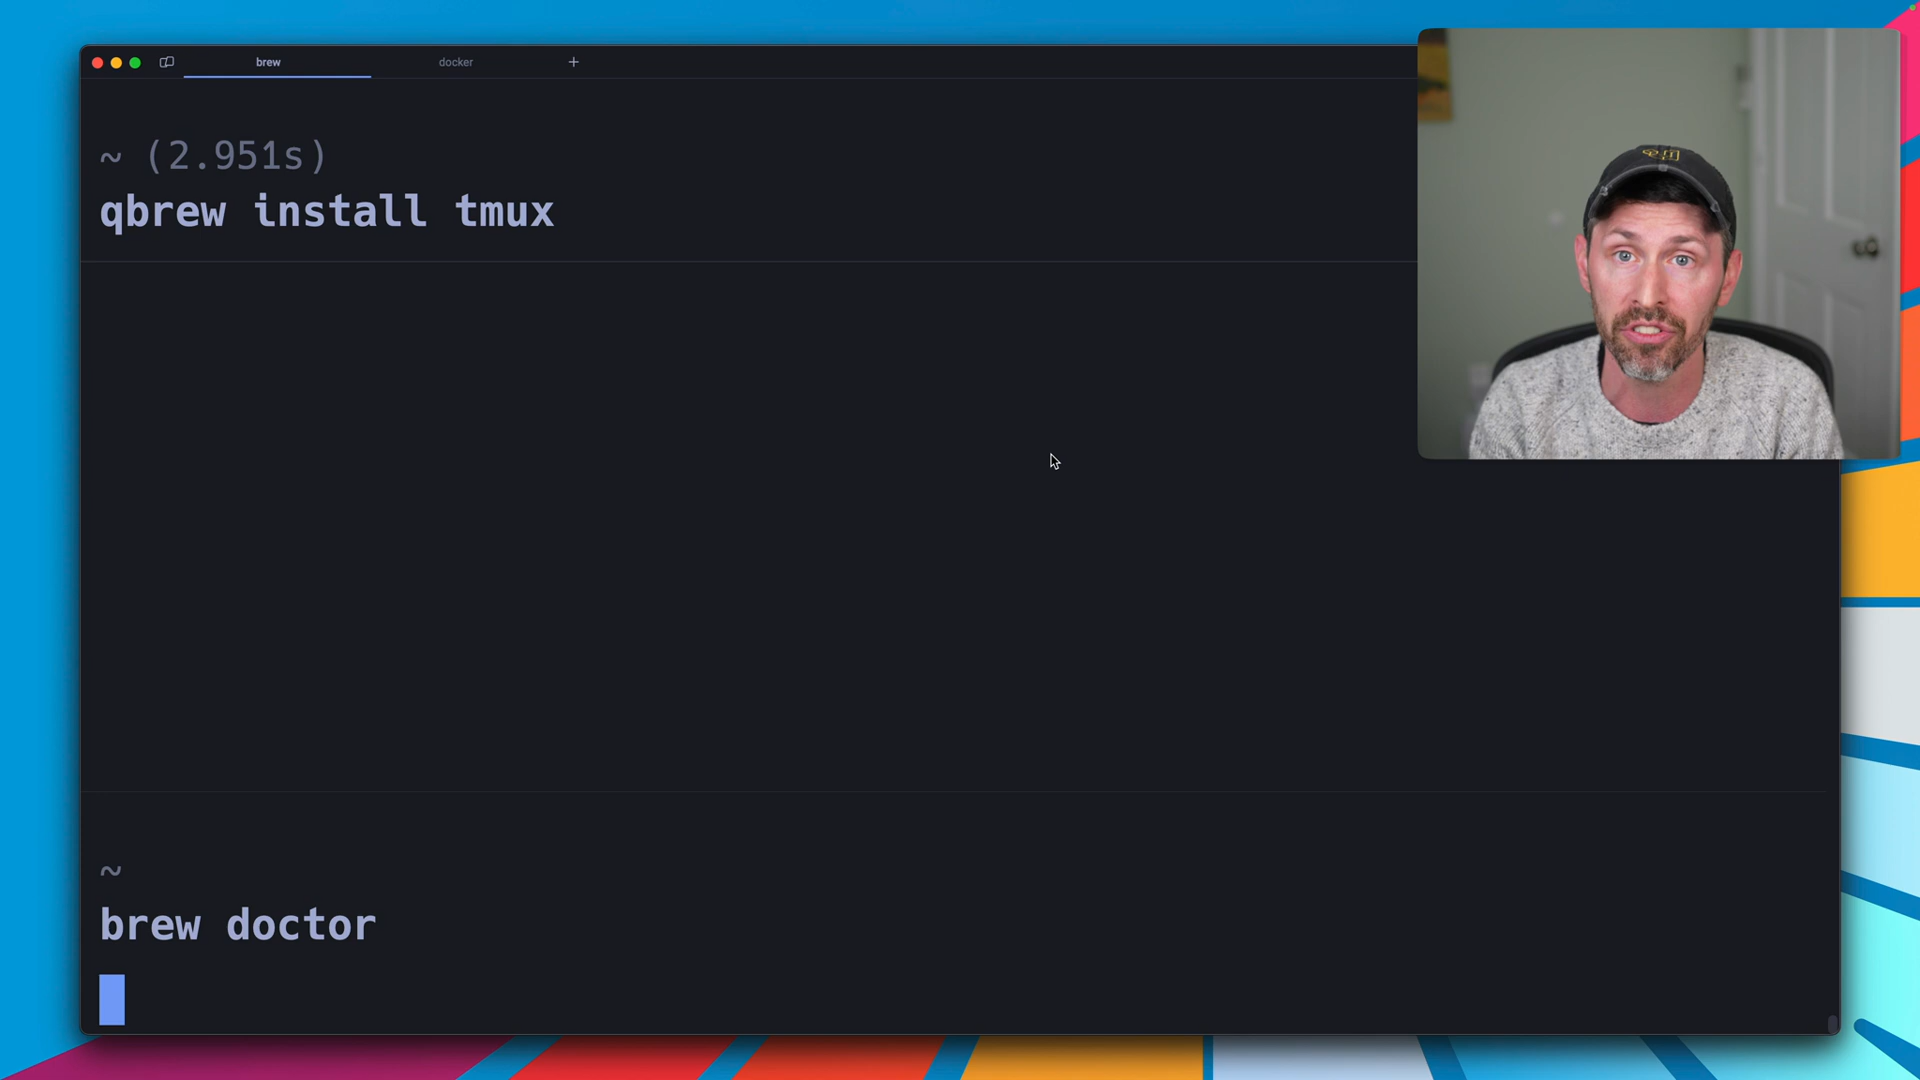 brew
docker
~ (2.951s)
qbrew install tmux
~
brew doctor